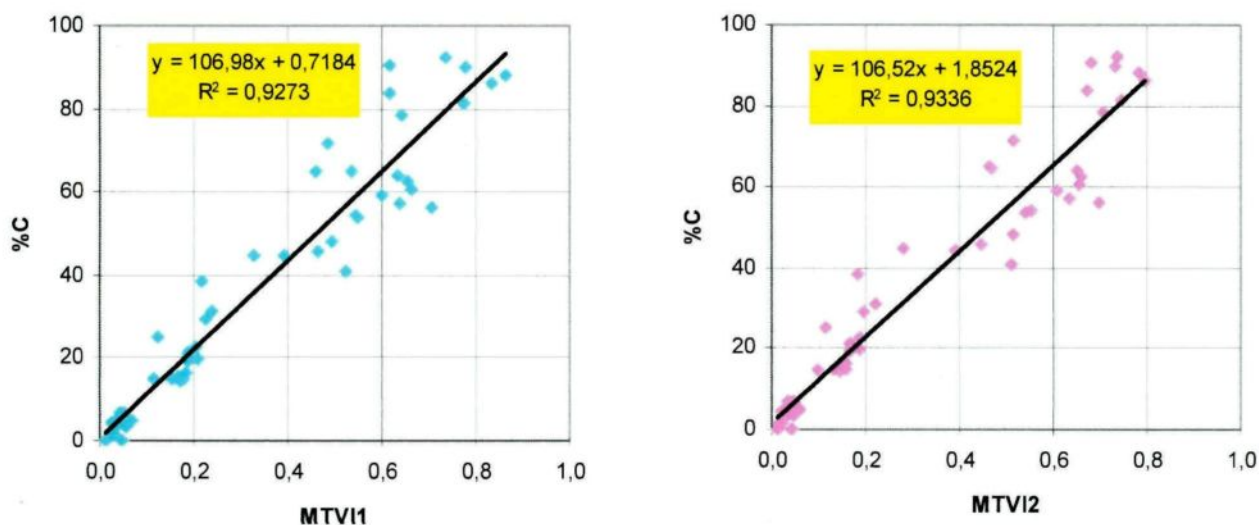 100
80
60
40
20
0
%C
y = 106,98x + 0,7184
R² = 0,9273
0,0 0,2 0,4 0,6 0,8 1,0
MTVI1
100
80
60
40
20
0
%C
y = 106,52x + 1,8524
R² = 0,9336
0,0 0,2 0,4 0,6 0,8 1,0
MTVI2